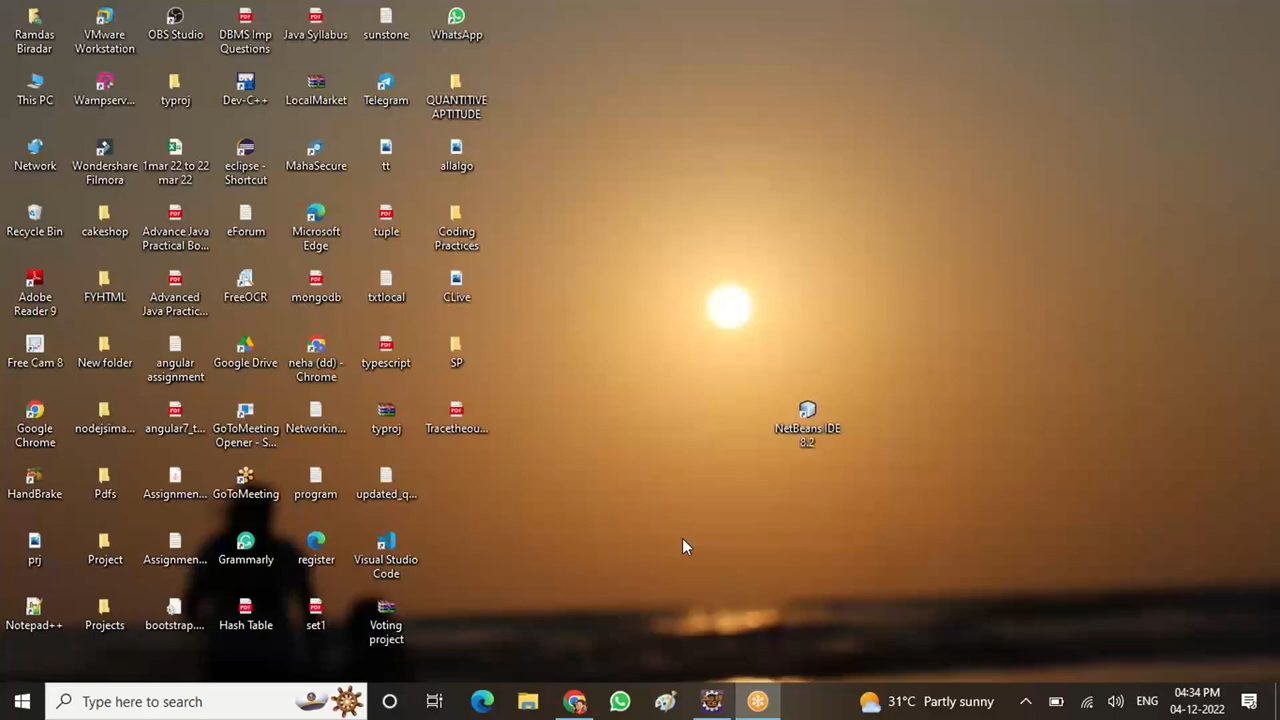 Ramdas
Biradar
VMware
Workstation
OBS Studio
DBMS Imp
Questions
Java Syllabus
sunstone
WhatsApp
This PC
Wampserv...
typroj
Dev-C++
LocalMarket
Telegram
QUANTITIVE
APTITUDE
Network
Wondershare
Filmora
1mar 22 to 22
mar 22
eclipse -
Shortcut
MahaSecure
tt
allalgo
Recycle Bin
cakeshop
Advance Java
Practical Bo...
eForum
Microsoft
Edge
tuple
Coding
Practices
Adobe
Reader 9
FYHTML
Advanced
Java Practic...
FreeOCR
mongodb
txtlocal
CLive
Free Cam 8
New folder
angular
assignment
Google Drive
neha (dd) -
Chrome
typescript
SP
Google
Chrome
nodejsima...
angular7_t...
GoToMeeting
Opener - S...
Networkin...
typroj
Tracetheou...
NetBeans IDE
8.2
HandBrake
Pdfs
Assignmen...
GoToMeeting
program
updated_q...
prj
Project
Assignmen...
Grammarly
register
Visual Studio
Code
Notepad++
Projects
bootstrap....
Hash Table
set1
Voting
project
Type here to search
31°C Partly sunny
ENG
04:34 PM
04-12-2022